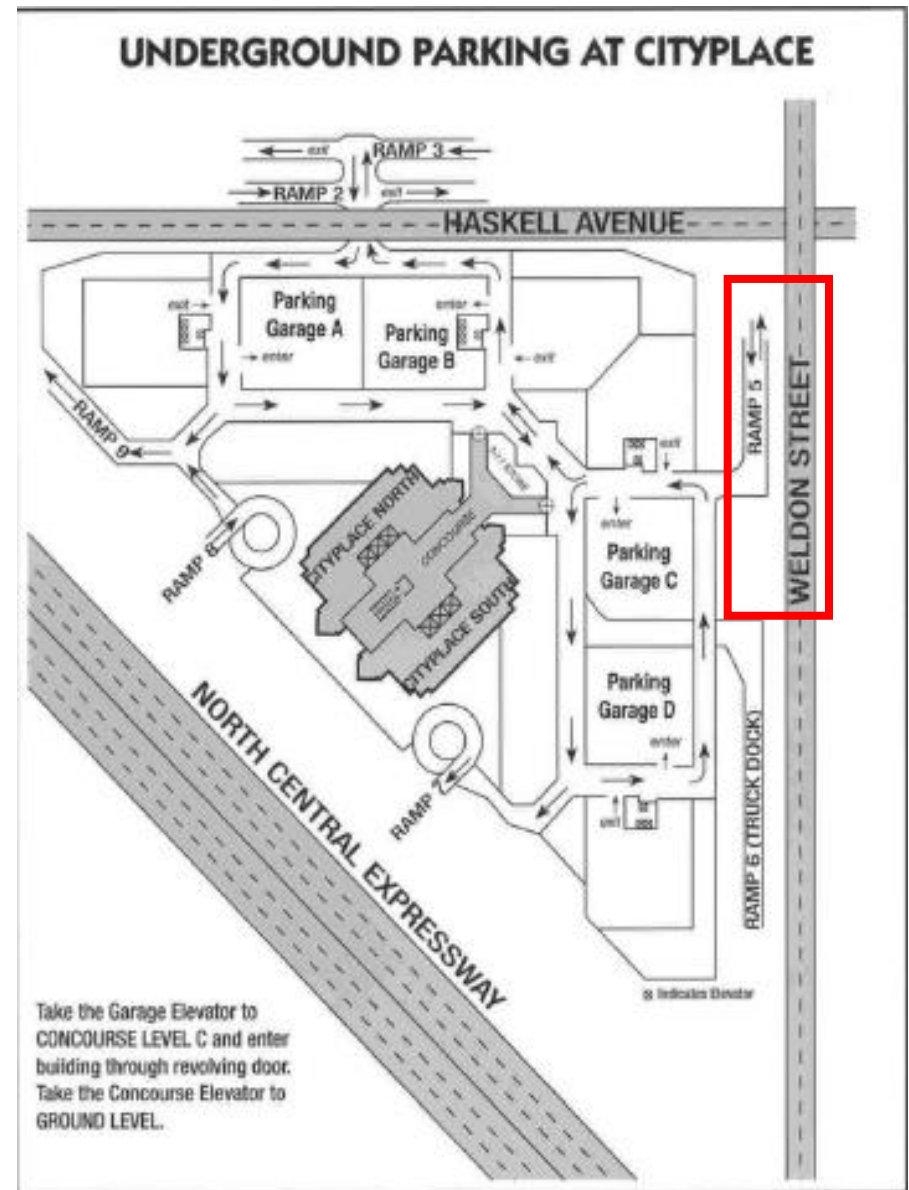 UNDERGROUND PARKING AT CITYPLACE
exit
RAMP 3
RAMP 2
exit
HASKELL AVENUE
exit
Parking
Garage A
enter
enter
Parking
Garage B
exit
RAMP 9
RAMP 8
CITYPLACE NORTH
CONCOURSE
CITYPLACE SOUTH
exit
enter
Parking
Garage C
RAMP 5
WELDON STREET
Parking
Garage D
enter
exit
RAMP 7
RAMP 6 (TRUCK DOCK)
NORTH CENTRAL EXPRESSWAY
Indicates Elevator
Take the Garage Elevator to
CONCOURSE LEVEL C and enter
building through revolving door.
Take the Concourse Elevator to
GROUND LEVEL.